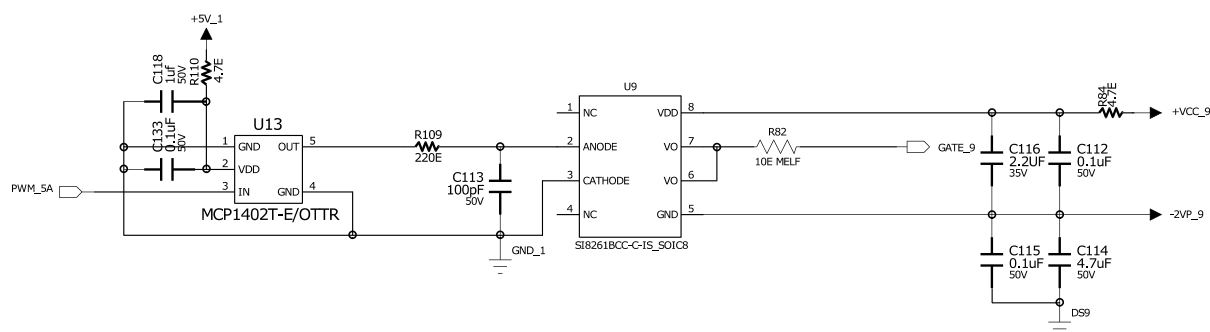 +5V_1
C118
1uf
50V
R110
4.7E
C133
0.1uF
50V
U13
1
GND
OUT
5
2
VDD
3
IN
GND
4
MCP1402T-E/OTTR
PWM_5A
R109
220E
C113
100pF
50V
GND_1
U9
1
NC
VDD
8
2
ANODE
VO
7
3
CATHODE
VO
6
4
NC
GND
5
SI8261BCC-C-IS_SOIC8
R82
10E MELF
GATE_9
R84
4.7E
+VCC_9
C116
2.2UF
35V
C112
0.1uF
50V
-2VP_9
C115
0.1uF
50V
C114
4.7uF
50V
DS9